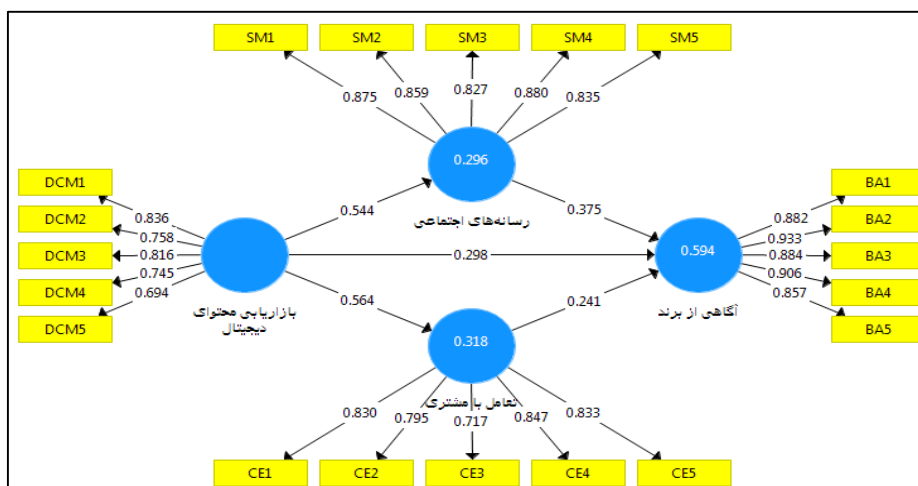 SM1 SM2 SM3 SM4 SM5
0.875 0.859 0.827 0.880 0.835
0.296
رسانه‌های اجتماعی
DCM1
DCM2
DCM3
DCM4
DCM5
0.836
0.758
0.816
0.745
0.694
بازاریابی محتوای
دیجیتال
0.544
0.298
0.564
0.375
0.241
0.594
آگاهی از برند
0.882
0.933
0.884
0.906
0.857
BA1
BA2
BA3
BA4
BA5
0.318
تعامل با مشتری
0.830 0.795 0.717 0.847 0.833
CE1 CE2 CE3 CE4 CE5